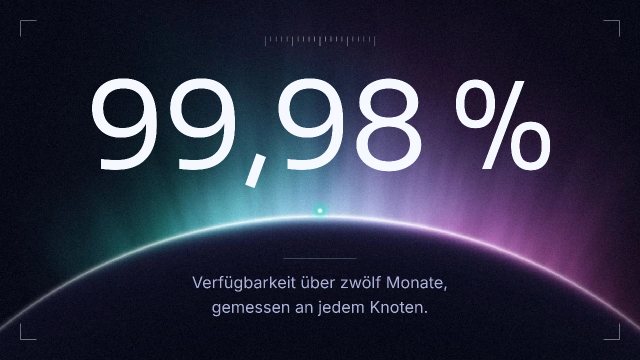 99,98 %
Verfügbarkeit über zwölf Monate,
gemessen an jedem Knoten.